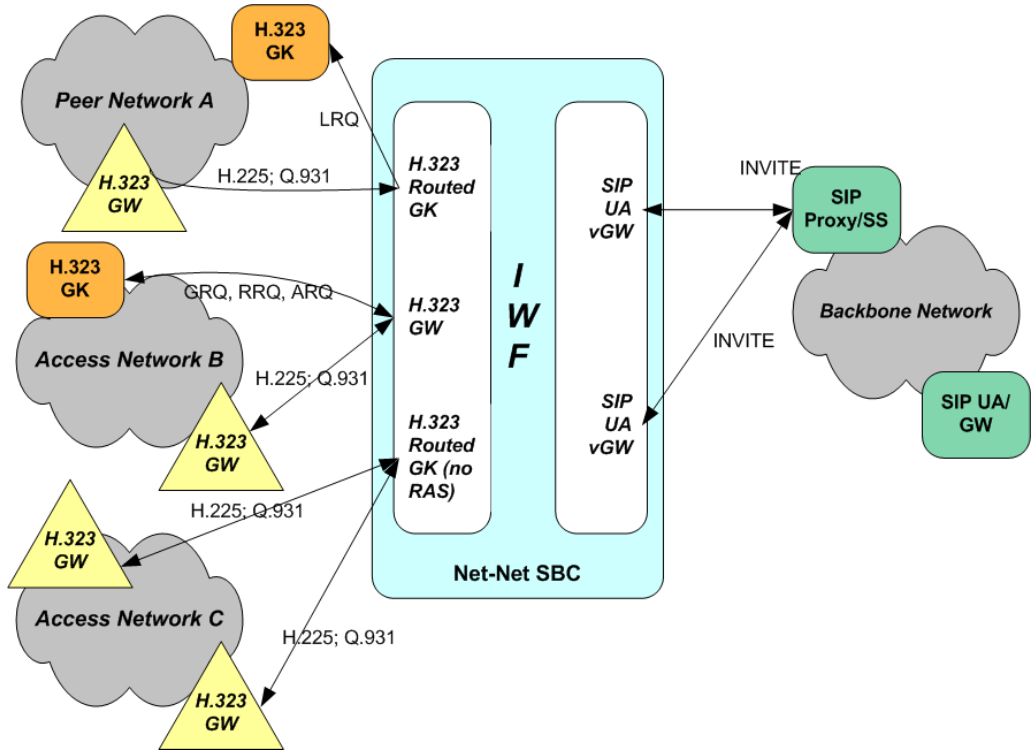 H.323
GK
Peer Network A
LRQ
H.225; Q.931
H.323
GW
H.323
GK
GRQ, RRQ, ARQ
Access Network B
H.225; Q.931
H.323
GW
H.323
GW
H.225; Q.931
Access Network C
H.225; Q.931
H.323
GW
H.323
Routed
GK
H.323
GW
H.323
Routed
GK (no
RAS)
I
W
F
SIP
UA
vGW
SIP
UA
vGW
Net-Net SBC
INVITE
SIP
Proxy/SS
Backbone Network
INVITE
SIP UA/
GW